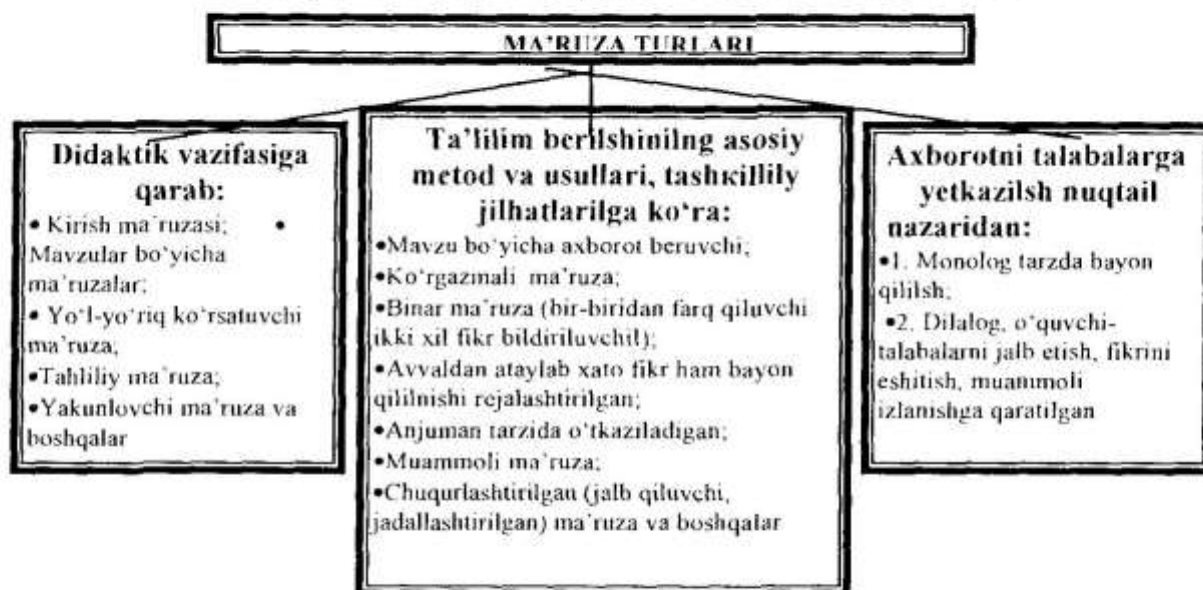 MA'RUZA TURLARI
Didaktik vazifasiga
qarab:
• Kirish ma'ruzasi; •
Mavzular bo'yicha
ma'ruzalar;
• Yo'l-yo'riq ko'rsatuvchi
ma'ruza;
•Tahliliy ma'ruza;
•Yakunlovchi ma'ruza va
boshqalar
Ta'lilim berilshinilng asosiy
metod va usullari, tashkillily
jilhatlarilga ko'ra:
•Mavzu bo'yicha axborot beruvchi;
•Ko'rgazmali ma'ruza;
•Binar ma'ruza (bir-biridan farq qiluvchi
ikki xil fikr bildiriluvchil);
•Avvaldan ataylab xato fikr ham bayon
qililnishi rejalashtirilgan;
•Anjuman tarzida o'tkaziladigan;
•Muammoli ma'ruza;
•Chuqurlashtirilgan (jalb qiluvchi,
jadallashtirilgan) ma'ruza va boshqalar
Axborotni talabalarga
yetkazilsh nuqtail
nazaridan:
•1. Monolog tarzda bayon
qililsh;
•2. Dilalog, o'quvchi-
talabalarni jalb etish, fikrini
eshitish, muammoli
izlanishga qaratilgan